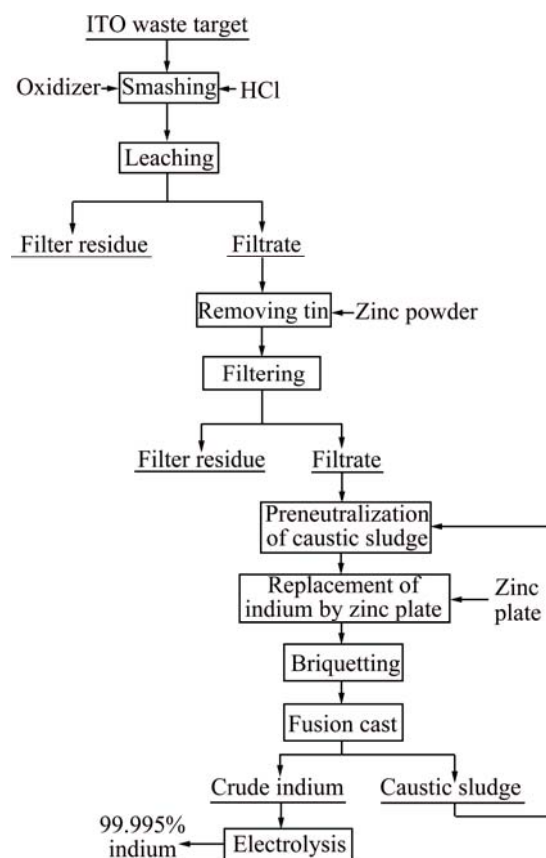 ITO waste target
Oxidizer
Smashing
HCl
Leaching
Filter residue
Filtrate
Removing tin
Zinc powder
Filtering
Filter residue
Filtrate
Preneutralization
of caustic sludge
Replacement of
indium by zinc plate
Zinc
plate
Briquetting
Fusion cast
Crude indium
Caustic sludge
99.995%
indium
Electrolysis